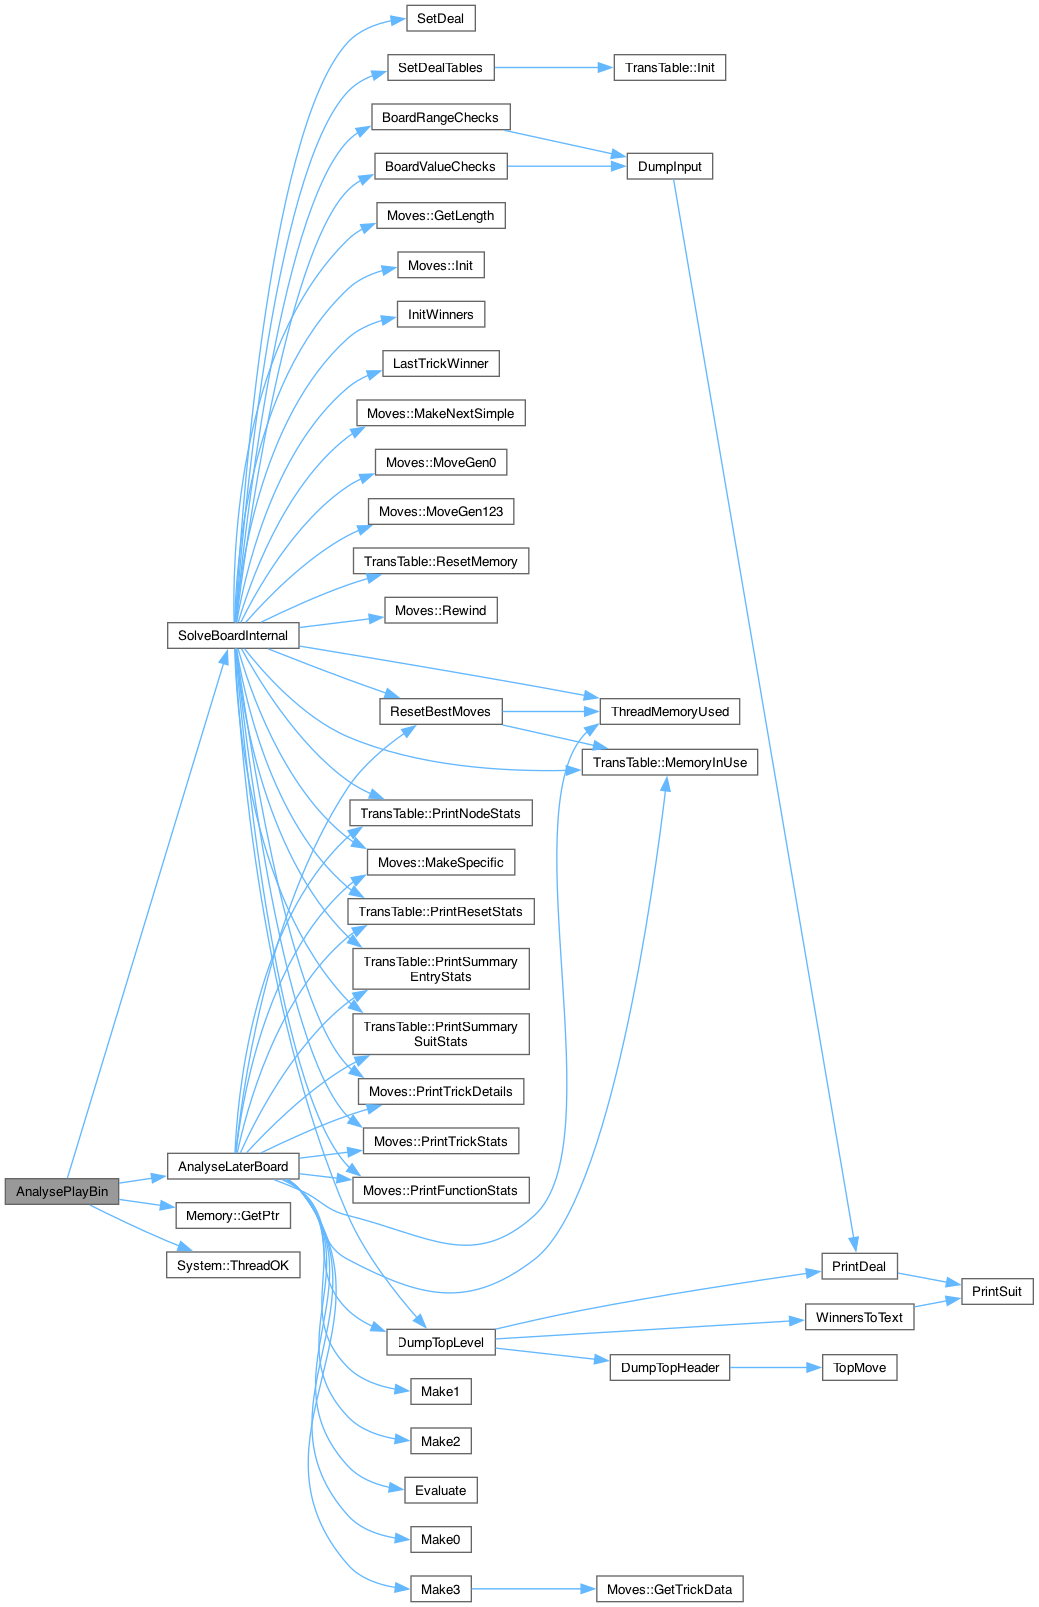 SetDeal
SetDealTables
TransTable::Init
BoardRangeChecks
BoardValueChecks
DumpInput
Moves::GetLength
Moves::Init
InitWinners
LastTrickWinner
Moves::MakeNextSimple
Moves::MoveGen0
Moves::MoveGen123
TransTable::ResetMemory
Moves::Rewind
SolveBoardInternal
ResetBestMoves
ThreadMemoryUsed
TransTable::MemoryInUse
TransTable::PrintNodeStats
Moves::MakeSpecific
TransTable::PrintResetStats
TransTable::PrintSummary
EntryStats
TransTable::PrintSummary
SuitStats
Moves::PrintTrickDetails
Moves::PrintTrickStats
AnalyseLaterBoard
AnalysePlayBin
Moves::PrintFunctionStats
Memory::GetPtr
System::ThreadOK
PrintDeal
PrintSuit
WinnersToText
DumpTopLevel
DumpTopHeader
TopMove
Make1
Make2
Evaluate
Make0
Make3
Moves::GetTrickData